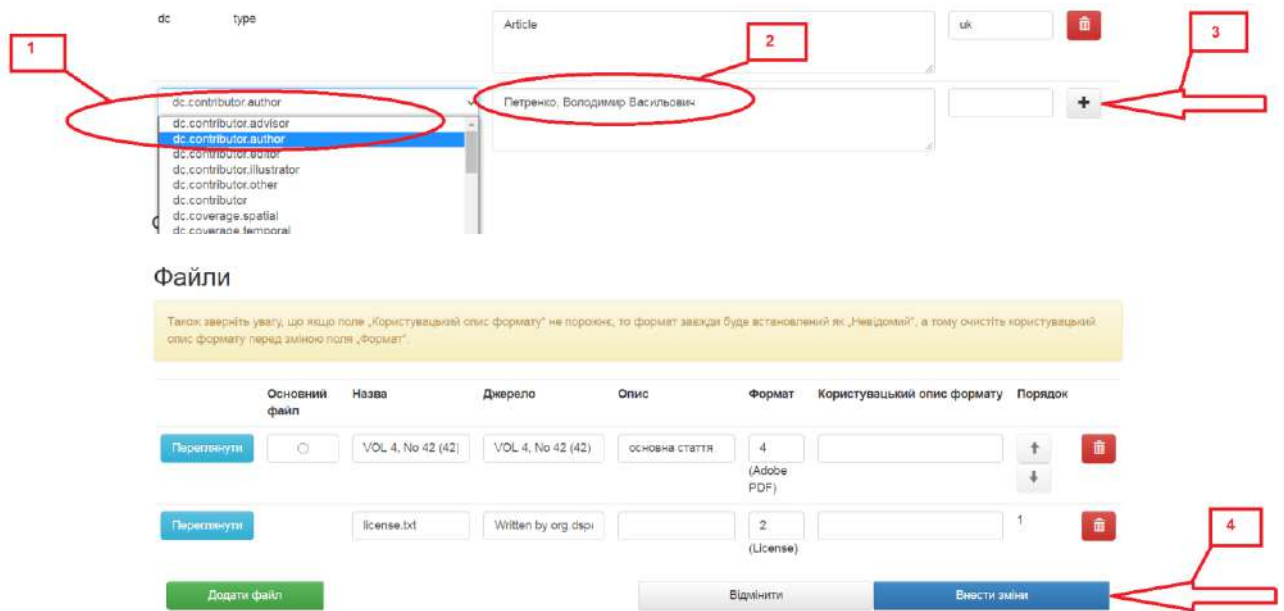 dc type Article uk
1
2
3
dc.contributor.author Петренко, Володимир Васильович
dc.contributor.advisor
dc.contributor.author
dc.contributor.editor
dc.contributor.illustrator
dc.contributor.other
dc.contributor
dc.coverage.spatial
dc.coverage.temporal
Файли
Також зверніть увагу, що якщо поле „Користувацький опис формату" не порожнє, то формат завжди буде встановлений як „Невідомий", а тому очистіть користувацький
опис формату перед зміною поля „Формат".
Основний Назва Джерело Опис Формат Користувацький опис формату Порядок
файл
Переглянути VOL 4, No 42 (42) VOL 4, No 42 (42) основна стаття 4
(Adobe
PDF)
Переглянути license.txt Written by org.dsp 2 1
(License)
4
Додати файл Відмінити Внести зміни